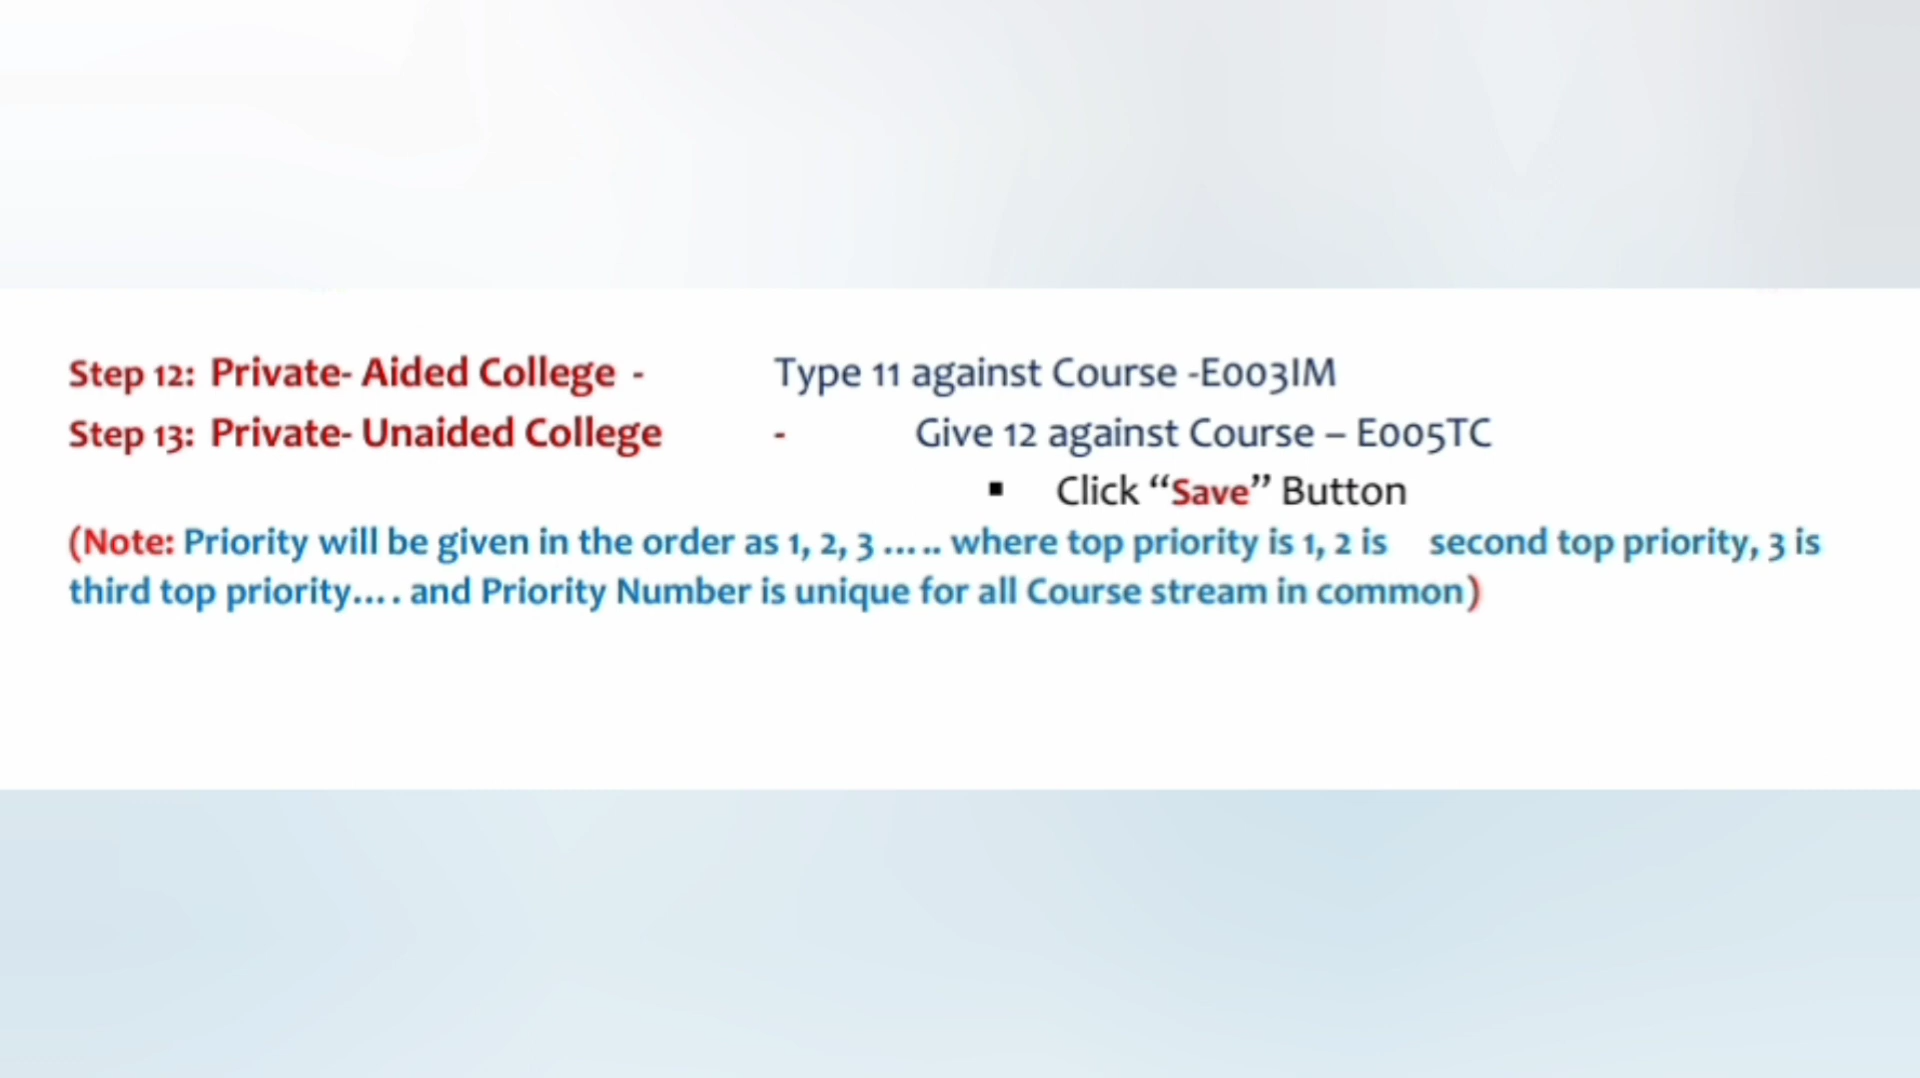 Step 12: Private- Aided College - Type 11 against Course -E003IM
Step 13: Private- Unaided College - Give 12 against Course – E005TC
▪ Click “Save” Button
(Note: Priority will be given in the order as 1, 2, 3 ….. where top priority is 1, 2 is second top priority, 3 is
third top priority…. and Priority Number is unique for all Course stream in common)